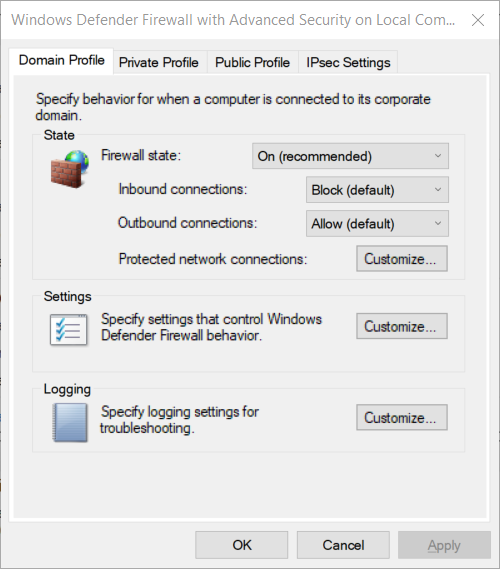 Windows Defender Firewall with Advanced Security on Local Com...
Domain Profile Private Profile Public Profile IPsec Settings
Specify behavior for when a computer is connected to its corporate
domain.
State
Firewall state: On (recommended)
Inbound connections: Block (default)
Outbound connections: Allow (default)
Protected network connections: Customize...
Settings
Specify settings that control Windows
Defender Firewall behavior.
Customize...
Logging
Specify logging settings for
troubleshooting.
Customize...
OK Cancel Apply